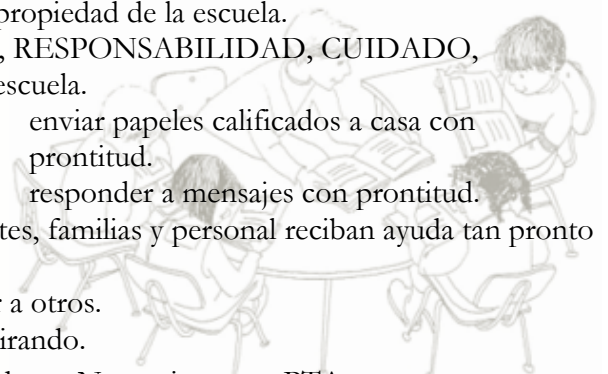 propiedad de la escuela.
, RESPONSABILIDAD, CUIDADO,
escuela.
enviar papeles calificados a casa con
prontitud.
responder a mensajes con prontitud.
tes, familias y personal reciban ayuda tan pronto
r a otros.
irando.